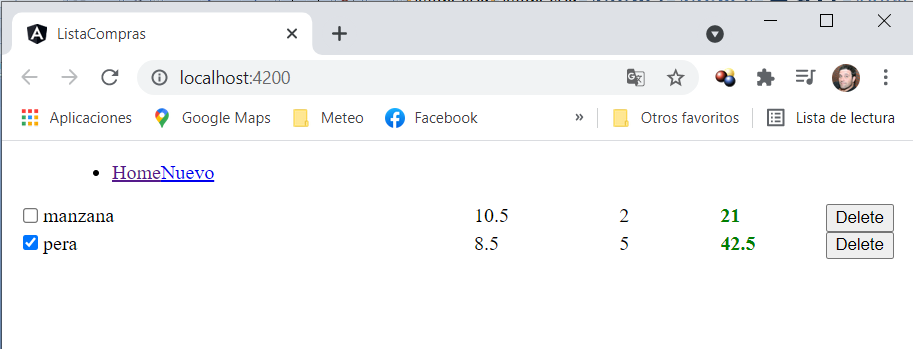 ListaCompras
localhost:4200
Aplicaciones Google Maps Meteo Facebook » Otros favoritos Lista de lectura
HomeNuevo
manzana 10.5 2 21 Delete
pera 8.5 5 42.5 Delete